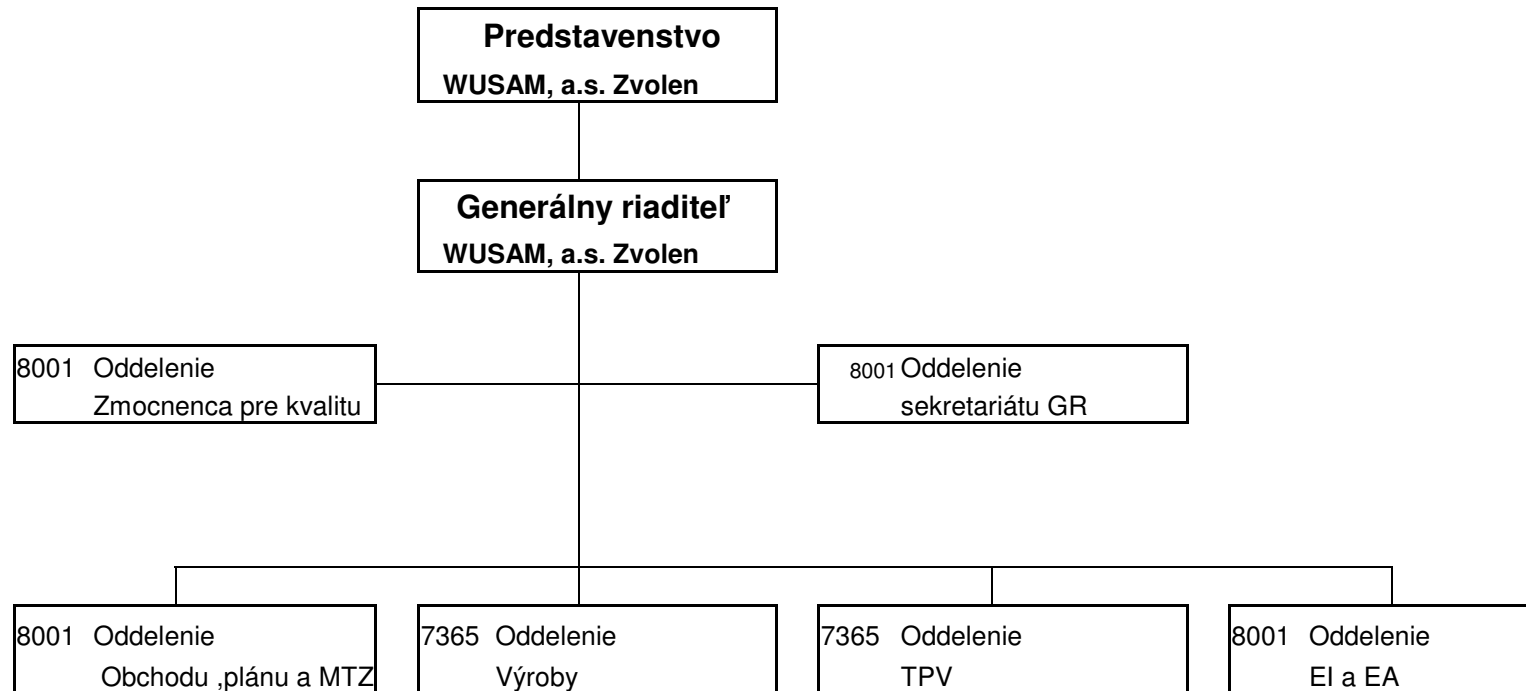 Predstavenstvo
WUSAM, a.s. Zvolen
Generálny riaditeľ
WUSAM, a.s. Zvolen
8001 Oddelenie
Zmocnenca pre kvalitu
8001 Oddelenie
sekretariátu GR
8001 Oddelenie
Obchodu ,plánu a MTZ
7365 Oddelenie
Výroby
7365 Oddelenie
TPV
8001 Oddelenie
EI a EA